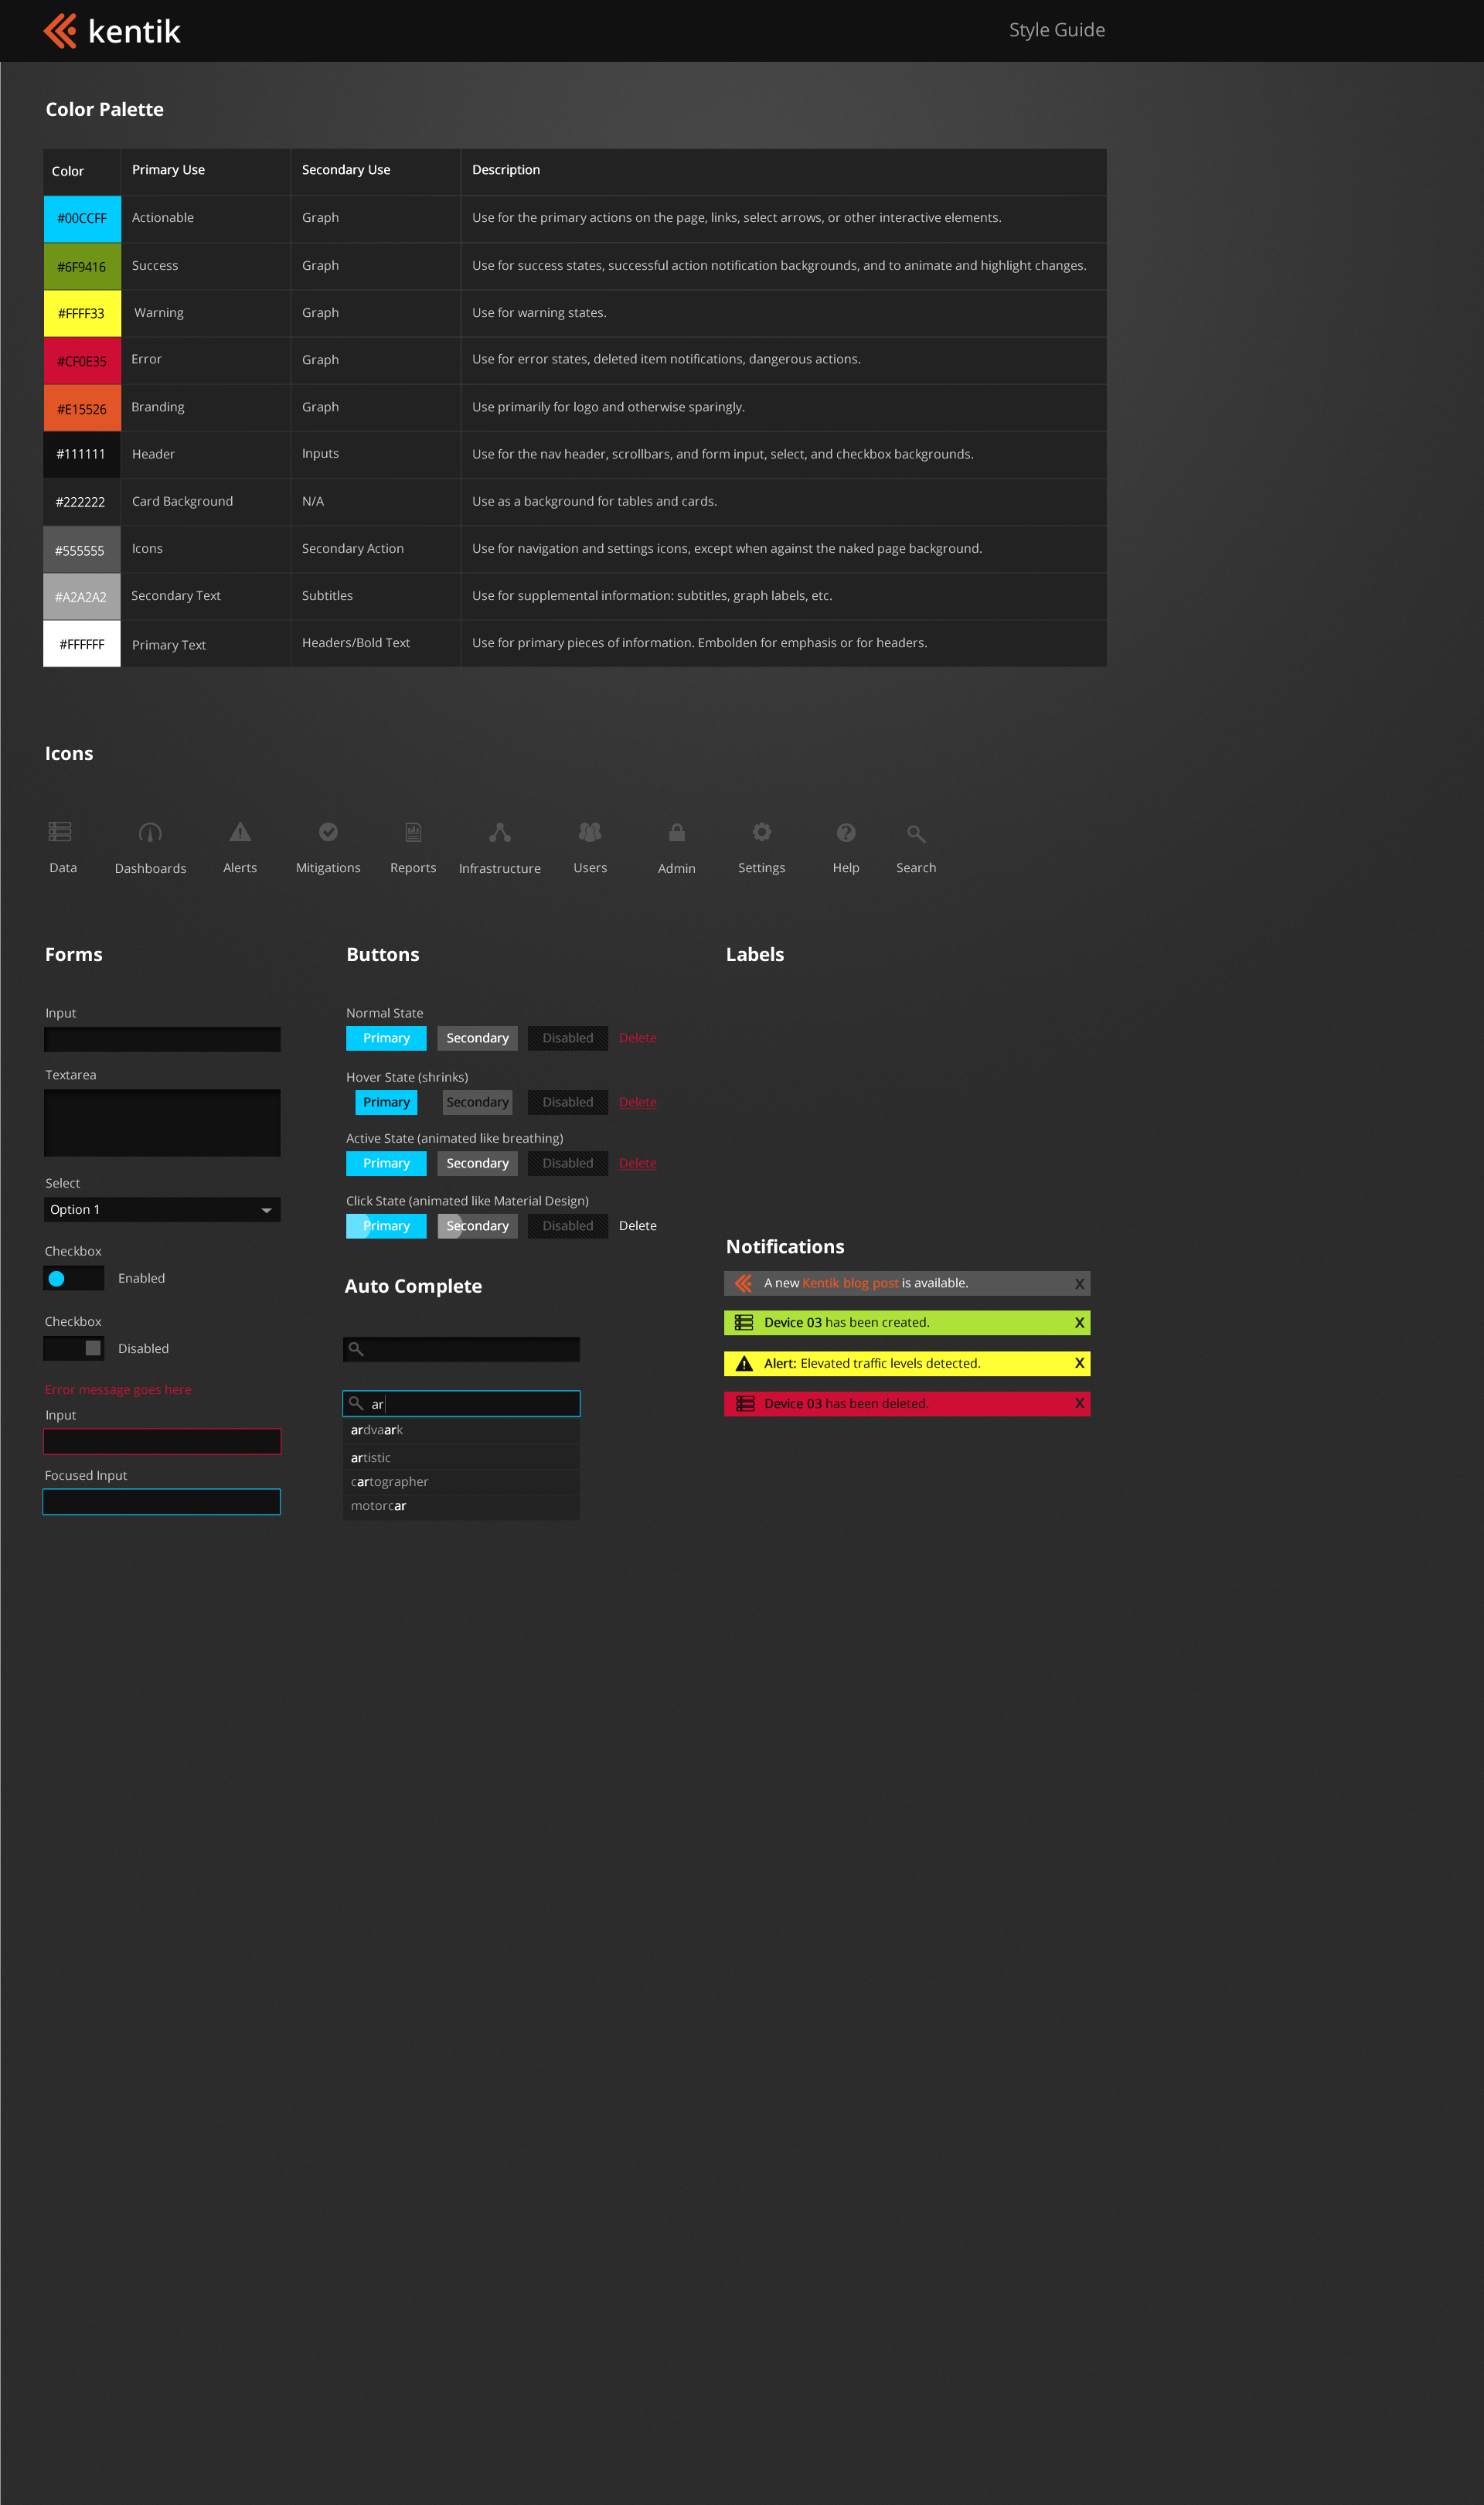 kentik
Style Guide
Color Palette
Color Primary Use Secondary Use Description
#00CCFF Actionable Graph Use for the primary actions on the page, links, select arrows, or other interactive elements.
#6F9416 Success Graph Use for success states, successful action notification backgrounds, and to animate and highlight changes.
#FFFF33 Warning Graph Use for warning states.
#CF0E35 Error Graph Use for error states, deleted item notifications, dangerous actions.
#E15526 Branding Graph Use primarily for logo and otherwise sparingly.
#111111 Header Inputs Use for the nav header, scrollbars, and form input, select, and checkbox backgrounds.
#222222 Card Background N/A Use as a background for tables and cards.
#555555 Icons Secondary Action Use for navigation and settings icons, except when against the naked page background.
#A2A2A2 Secondary Text Subtitles Use for supplemental information: subtitles, graph labels, etc.
#FFFFFF Primary Text Headers/Bold Text Use for primary pieces of information. Embolden for emphasis or for headers.
Icons
Data Dashboards Alerts Mitigations Reports Infrastructure Users Admin Settings Help Search
Forms
Input
Textarea
Select
Option 1
Checkbox
Enabled
Checkbox
Disabled
Error message goes here
Input
Focused Input
Buttons
Normal State
Primary Secondary Disabled Delete
Hover State (shrinks)
Primary Secondary Disabled Delete
Active State (animated like breathing)
Primary Secondary Disabled Delete
Click State (animated like Material Design)
Primary Secondary Disabled Delete
Auto Complete
ar
ardvaark
artistic
cartographer
motorcar
Labels
Notifications
A new Kentik blog post is available. X
Device 03 has been created. X
Alert: Elevated traffic levels detected. X
Device 03 has been deleted. X